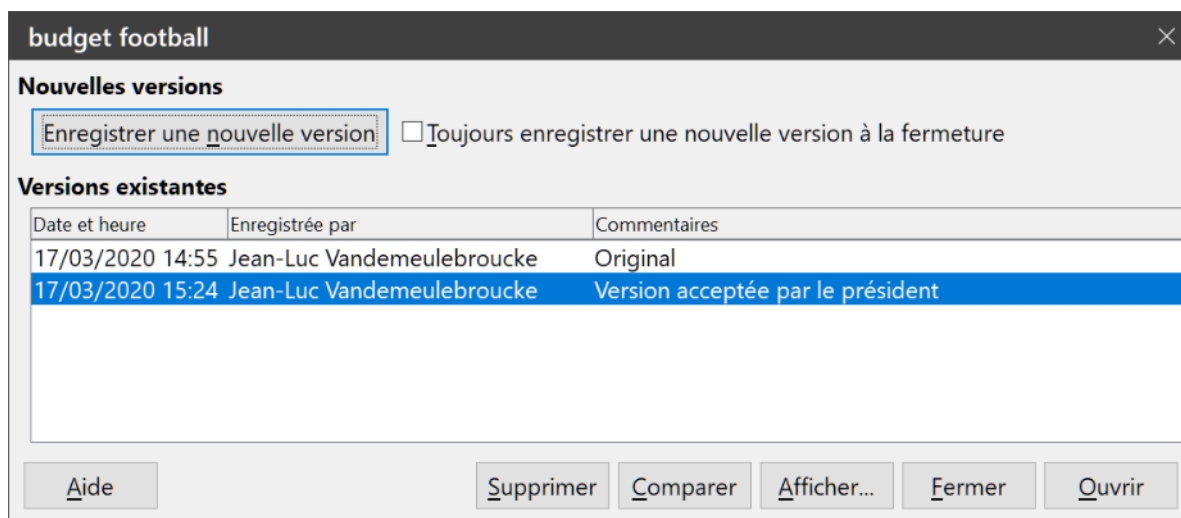 budget football
Nouvelles versions
Enregistrer une nouvelle version Toujours enregistrer une nouvelle version à la fermeture
Versions existantes
Date et heure Enregistrée par Commentaires
17/03/2020 14:55 Jean-Luc Vandemeulebroucke Original
17/03/2020 15:24 Jean-Luc Vandemeulebroucke Version acceptée par le président
Aide Supprimer Comparer Afficher... Fermer Ouvrir